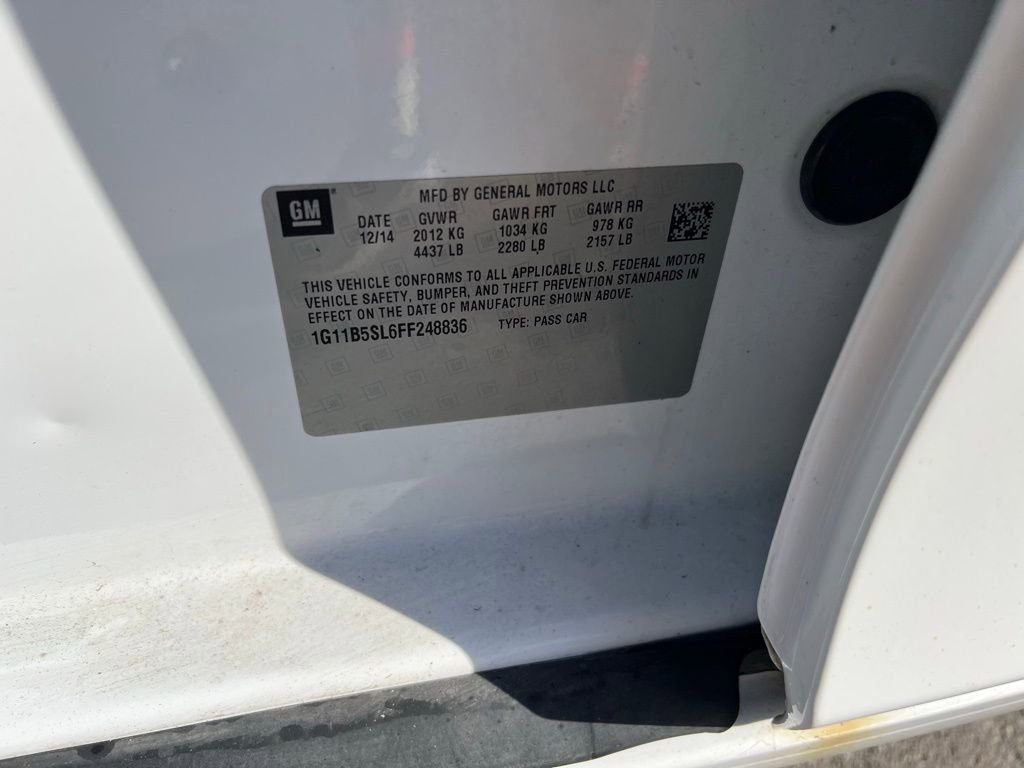 GM
MFD BY GENERAL MOTORS LLC
DATE GVWR GAWR FRT GAWR RR
12/14 2012 KG 1034 KG 978 KG
4437 LB 2280 LB 2157 LB
THIS VEHICLE CONFORMS TO ALL APPLICABLE U.S. FEDERAL MOTOR
VEHICLE SAFETY, BUMPER, AND THEFT PREVENTION STANDARDS IN
EFFECT ON THE DATE OF MANUFACTURE SHOWN ABOVE.
1G11B5SL6FF248836 TYPE: PASS CAR